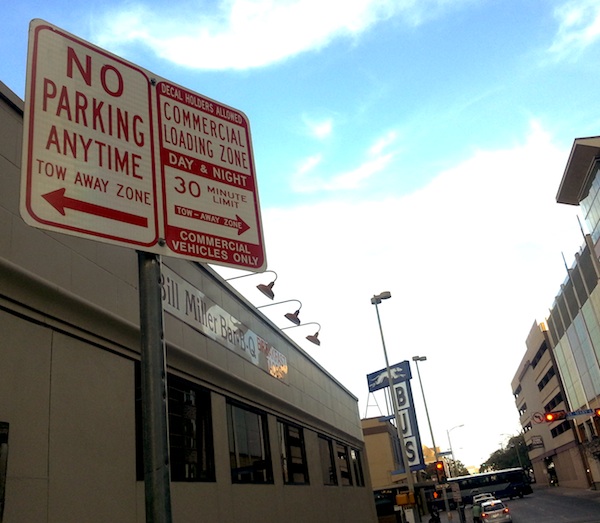 NO
PARKING
ANYTIME
TOW AWAY ZONE
DECAL HOLDERS ALLOWED
COMMERCIAL
LOADING ZONE
DAY & NIGHT
30 MINUTE
LIMIT
TOW-AWAY ZONE
COMMERCIAL
VEHICLES ONLY
Bill Miller Bar-B-Q
BUS